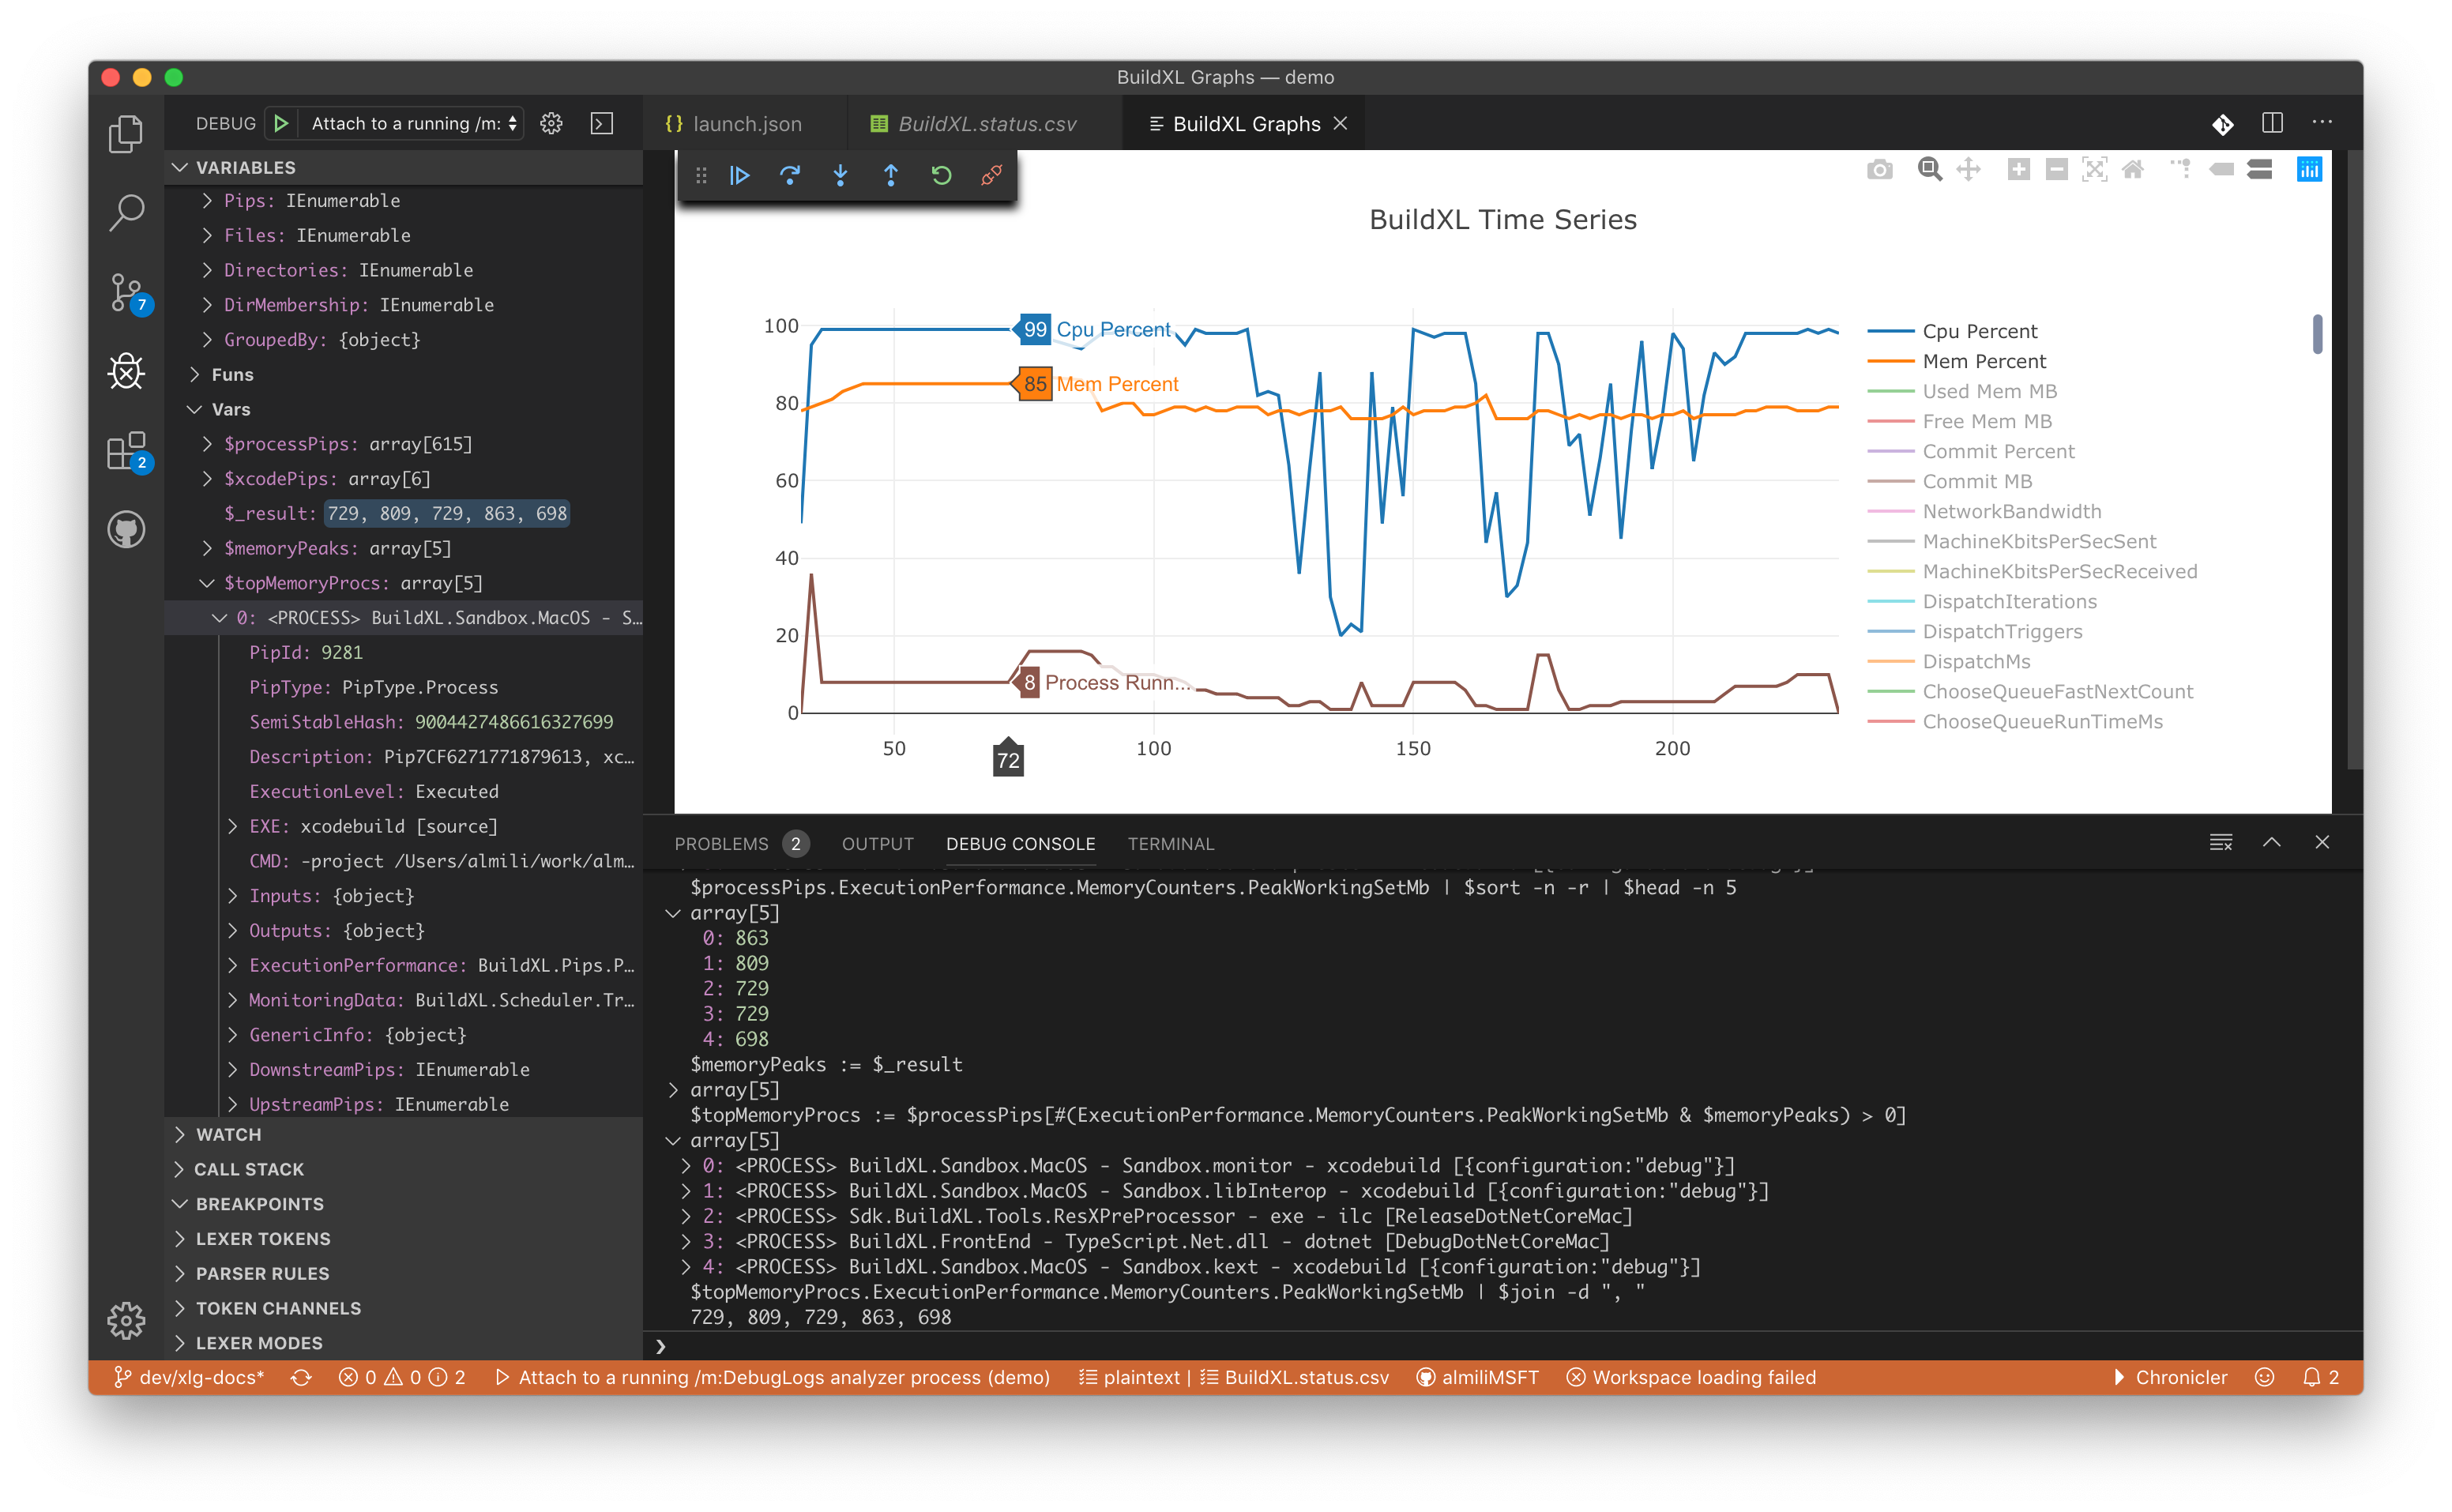 BuildXL Graphs — demo
DEBUG
Attach to a running /m:
launch.json
BuildXL.status.csv
BuildXL Graphs
VARIABLES
Pips: IEnumerable
Files: IEnumerable
Directories: IEnumerable
DirMembership: IEnumerable
GroupedBy: {object}
Funs
Vars
$processPips: array[615]
$xcodePips: array[6]
$_result: 729, 809, 729, 863, 698
$memoryPeaks: array[5]
$topMemoryProcs: array[5]
0: <PROCESS> BuildXL.Sandbox.MacOS - S…
PipId: 9281
PipType: PipType.Process
SemiStableHash: 9004427486616327699
Description: Pip7CF6271771879613, xc…
ExecutionLevel: Executed
EXE: xcodebuild [source]
CMD: -project /Users/almili/work/alm…
Inputs: {object}
Outputs: {object}
ExecutionPerformance: BuildXL.Pips.P…
MonitoringData: BuildXL.Scheduler.Tr…
GenericInfo: {object}
DownstreamPips: IEnumerable
UpstreamPips: IEnumerable
WATCH
CALL STACK
BREAKPOINTS
LEXER TOKENS
PARSER RULES
TOKEN CHANNELS
LEXER MODES
7
2
BuildXL Time Series
100
80
60
40
20
0
50
100
150
200
72
99 Cpu Percent
85 Mem Percent
8 Process Runn...
Cpu Percent
Mem Percent
Used Mem MB
Free Mem MB
Commit Percent
Commit MB
NetworkBandwidth
MachineKbitsPerSecSent
MachineKbitsPerSecReceived
DispatchIterations
DispatchTriggers
DispatchMs
ChooseQueueFastNextCount
ChooseQueueRunTimeMs
PROBLEMS 2 OUTPUT DEBUG CONSOLE TERMINAL
$processPips.ExecutionPerformance.MemoryCounters.PeakWorkingSetMb | $sort -n -r | $head -n 5
array[5]
0: 863
1: 809
2: 729
3: 729
4: 698
$memoryPeaks := $_result
array[5]
$topMemoryProcs := $processPips[#(ExecutionPerformance.MemoryCounters.PeakWorkingSetMb & $memoryPeaks) > 0]
array[5]
0: <PROCESS> BuildXL.Sandbox.MacOS - Sandbox.monitor - xcodebuild [{configuration:"debug"}]
1: <PROCESS> BuildXL.Sandbox.MacOS - Sandbox.libInterop - xcodebuild [{configuration:"debug"}]
2: <PROCESS> Sdk.BuildXL.Tools.ResXPreProcessor - exe - ilc [ReleaseDotNetCoreMac]
3: <PROCESS> BuildXL.FrontEnd - TypeScript.Net.dll - dotnet [DebugDotNetCoreMac]
4: <PROCESS> BuildXL.Sandbox.MacOS - Sandbox.kext - xcodebuild [{configuration:"debug"}]
$topMemoryProcs.ExecutionPerformance.MemoryCounters.PeakWorkingSetMb | $join -d ", "
729, 809, 729, 863, 698
dev/xlg-docs* 0 0 2 Attach to a running /m:DebugLogs analyzer process (demo) plaintext | BuildXL.status.csv almiliMSFT Workspace loading failed Chronicler 2